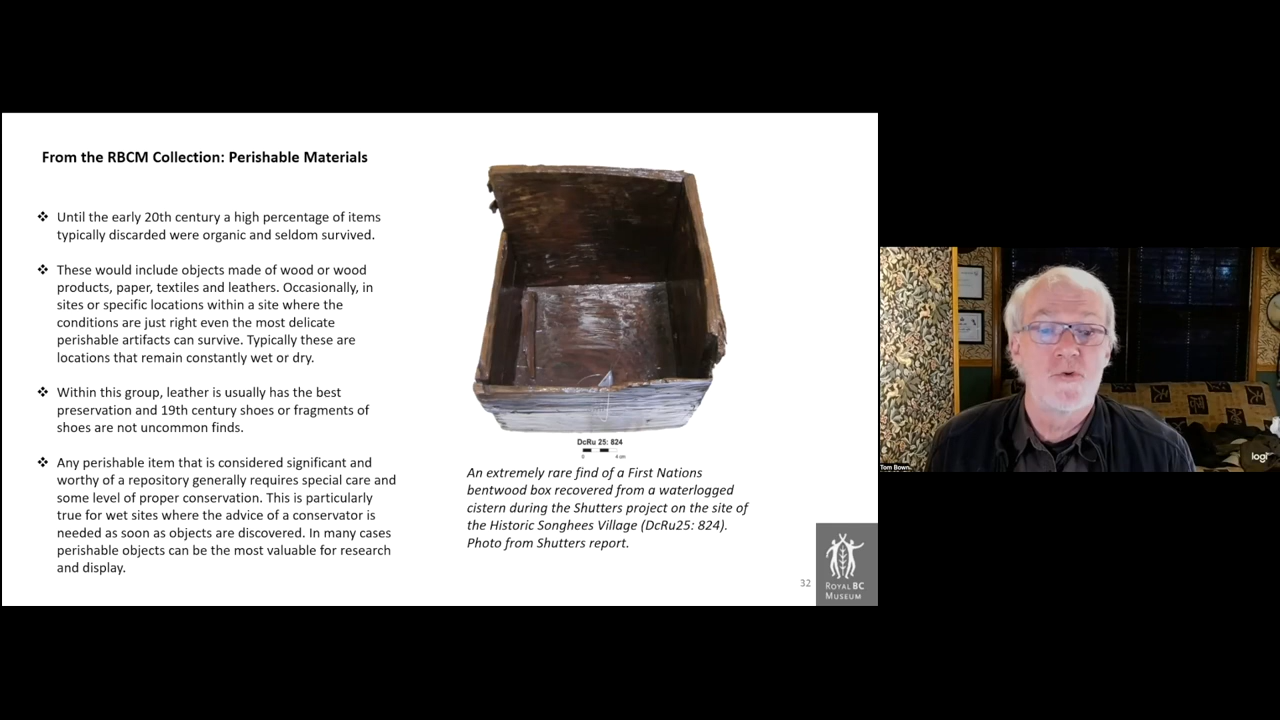 From the RBCM Collection: Perishable Materials
❖ Until the early 20th century a high percentage of items
typically discarded were organic and seldom survived.
❖ These would include objects made of wood or wood
products, paper, textiles and leathers. Occasionally, in
sites or specific locations within a site where the
conditions are just right even the most delicate
perishable artifacts can survive. Typically these are
locations that remain constantly wet or dry.
❖ Within this group, leather is usually has the best
preservation and 19th century shoes or fragments of
shoes are not uncommon finds.
❖ Any perishable item that is considered significant and
worthy of a repository generally requires special care and
some level of proper conservation. This is particularly
true for wet sites where the advice of a conservator is
needed as soon as objects are discovered. In many cases
perishable objects can be the most valuable for research
and display.
DcRu 25: 824
0 4 cm
An extremely rare find of a First Nations
bentwood box recovered from a waterlogged
cistern during the Shutters project on the site of
the Historic Songhees Village (DcRu25: 824).
Photo from Shutters report.
32
ROYAL BC
MUSEUM
Tom Bown
logi